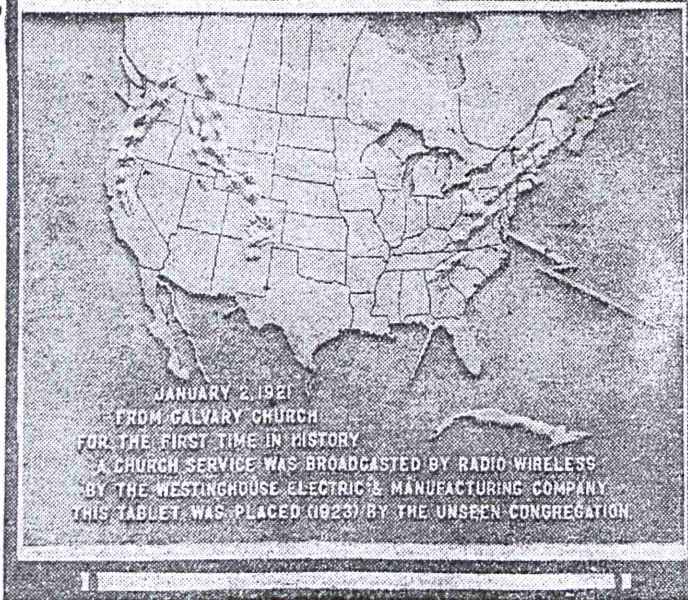 JANUARY 2, 1921
FROM CALVARY CHURCH
FOR THE FIRST TIME IN HISTORY
A CHURCH SERVICE WAS BROADCASTED BY RADIO WIRELESS
BY THE WESTINGHOUSE ELECTRIC & MANUFACTURING COMPANY
THIS TABLET WAS PLACED (1923) BY THE UNSEEN CONGREGATION